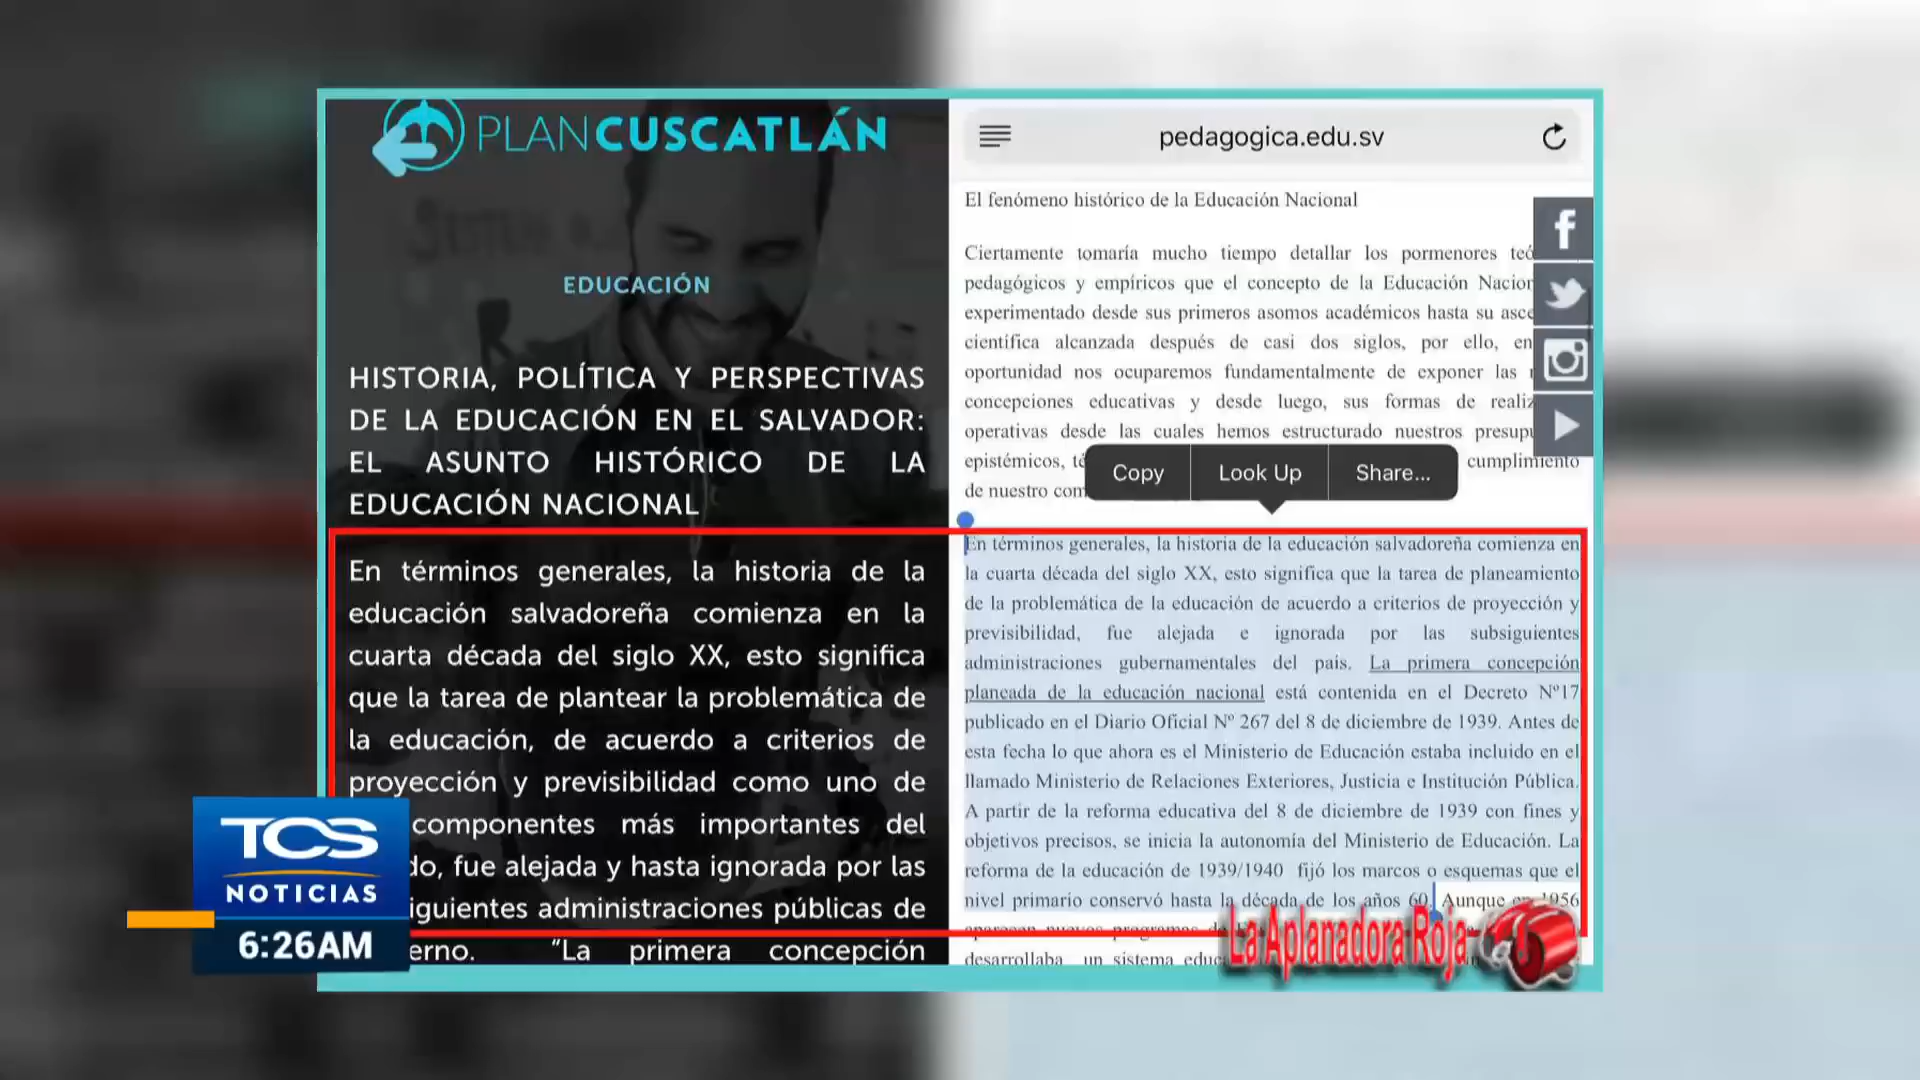 PLANCUSCATLÁN
EDUCACIÓN
HISTORIA, POLÍTICA Y PERSPECTIVAS
DE LA EDUCACIÓN EN EL SALVADOR:
EL ASUNTO HISTÓRICO DE LA
EDUCACIÓN NACIONAL
En términos generales, la historia de la
educación salvadoreña comienza en la
cuarta década del siglo XX, esto significa
que la tarea de plantear la problemática de
la educación, de acuerdo a criterios de
proyección y previsibilidad como uno de
componentes más importantes del
do, fue alejada y hasta ignorada por las
iguientes administraciones públicas de
erno. “La primera concepción
pedagogica.edu.sv
El fenómeno histórico de la Educación Nacional
Ciertamente tomaría mucho tiempo detallar los pormenores teó
pedagógicos y empíricos que el concepto de la Educación Nacion
experimentado desde sus primeros asomos académicos hasta su asce
científica alcanzada después de casi dos siglos, por ello, en
oportunidad nos ocuparemos fundamentalmente de exponer las
concepciones educativas y desde luego, sus formas de realiz
operativas desde las cuales hemos estructurado nuestros presupu
epistémicos, té cumplimiento
de nuestro com
Copy Look Up Share...
En términos generales, la historia de la educación salvadoreña comienza en
la cuarta década del siglo XX, esto significa que la tarea de planeamiento
de la problemática de la educación de acuerdo a criterios de proyección y
previsibilidad, fue alejada e ignorada por las subsiguientes
administraciones gubernamentales del país. La primera concepción
planeada de la educación nacional está contenida en el Decreto Nº17
publicado en el Diario Oficial Nº 267 del 8 de diciembre de 1939. Antes de
esta fecha lo que ahora es el Ministerio de Educación estaba incluido en el
llamado Ministerio de Relaciones Exteriores, Justicia e Institución Pública.
A partir de la reforma educativa del 8 de diciembre de 1939 con fines y
objetivos precisos, se inicia la autonomía del Ministerio de Educación. La
reforma de la educación de 1939/1940 fijó los marcos o esquemas que el
nivel primario conservó hasta la década de los años 60. Aunque en 1956
desarrollaba un sistema educa
La Aplanadora Roja
TCS
NOTICIAS
6:26AM